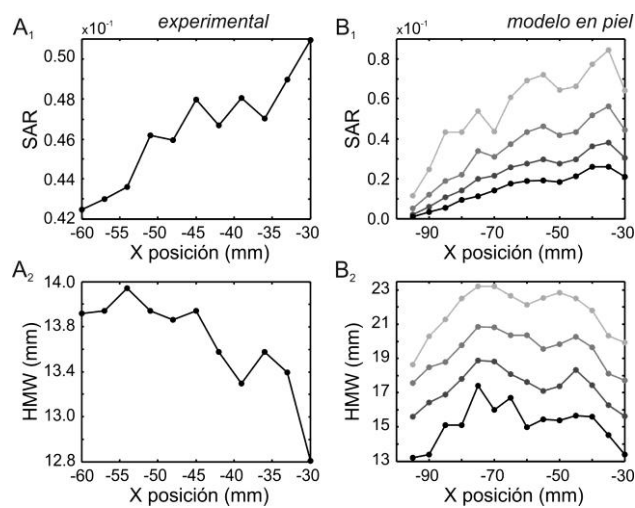 A1 experimental
x10-1
0.50
0.48
0.46
0.44
0.42
SAR
-60 -55 -50 -45 -40 -35 -30
X posición (mm)
B1 modelo en piel
x10-1
0.8
0.6
0.4
0.2
0.0
SAR
-90 -70 -50 -30
X posición (mm)
A2
14.0
13.8
13.4
13.0
12.8
HMW (mm)
-60 -55 -50 -45 -40 -35 -30
X posición (mm)
B2
23
21
19
17
15
13
HMW (mm)
-90 -70 -50 -30
X posición (mm)